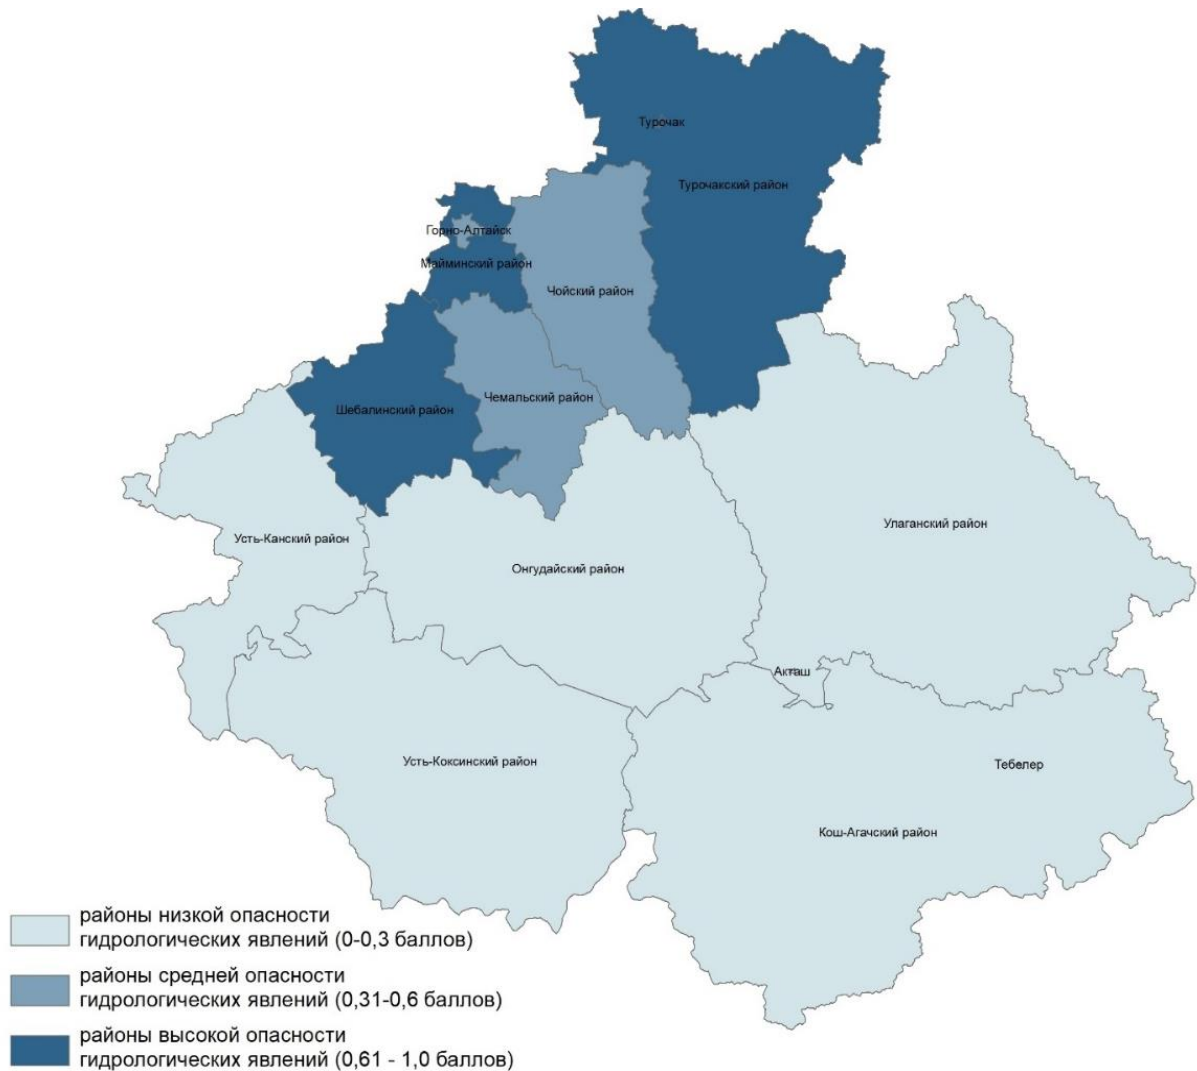 Турочак
Турочакский район
Горно-Алтайск
Майминский район
Чойский район
Чемальский район
Шебалинский район
Улаганский район
Усть-Канский район
Онгудайский район
Акташ
Усть-Коксинский район
Тебелер
Кош-Агачский район
районы низкой опасности
гидрологических явлений (0-0,3 баллов)
районы средней опасности
гидрологических явлений (0,31-0,6 баллов)
районы высокой опасности
гидрологических явлений (0,61 - 1,0 баллов)